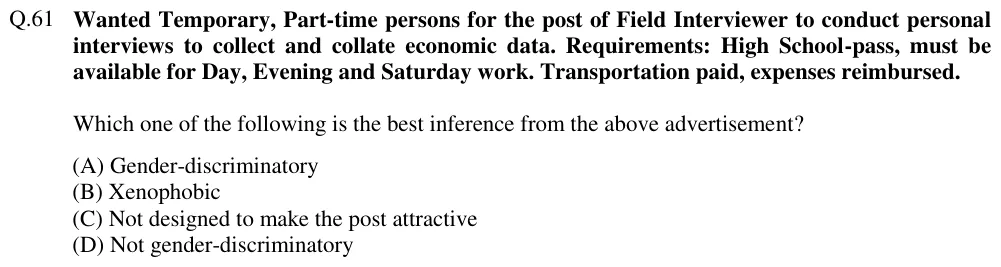 Q.61 Wanted Temporary, Part-time persons for the post of Field Interviewer to conduct personal
interviews to collect and collate economic data. Requirements: High School-pass, must be
available for Day, Evening and Saturday work. Transportation paid, expenses reimbursed.
Which one of the following is the best inference from the above advertisement?
(A) Gender-discriminatory
(B) Xenophobic
(C) Not designed to make the post attractive
(D) Not gender-discriminatory